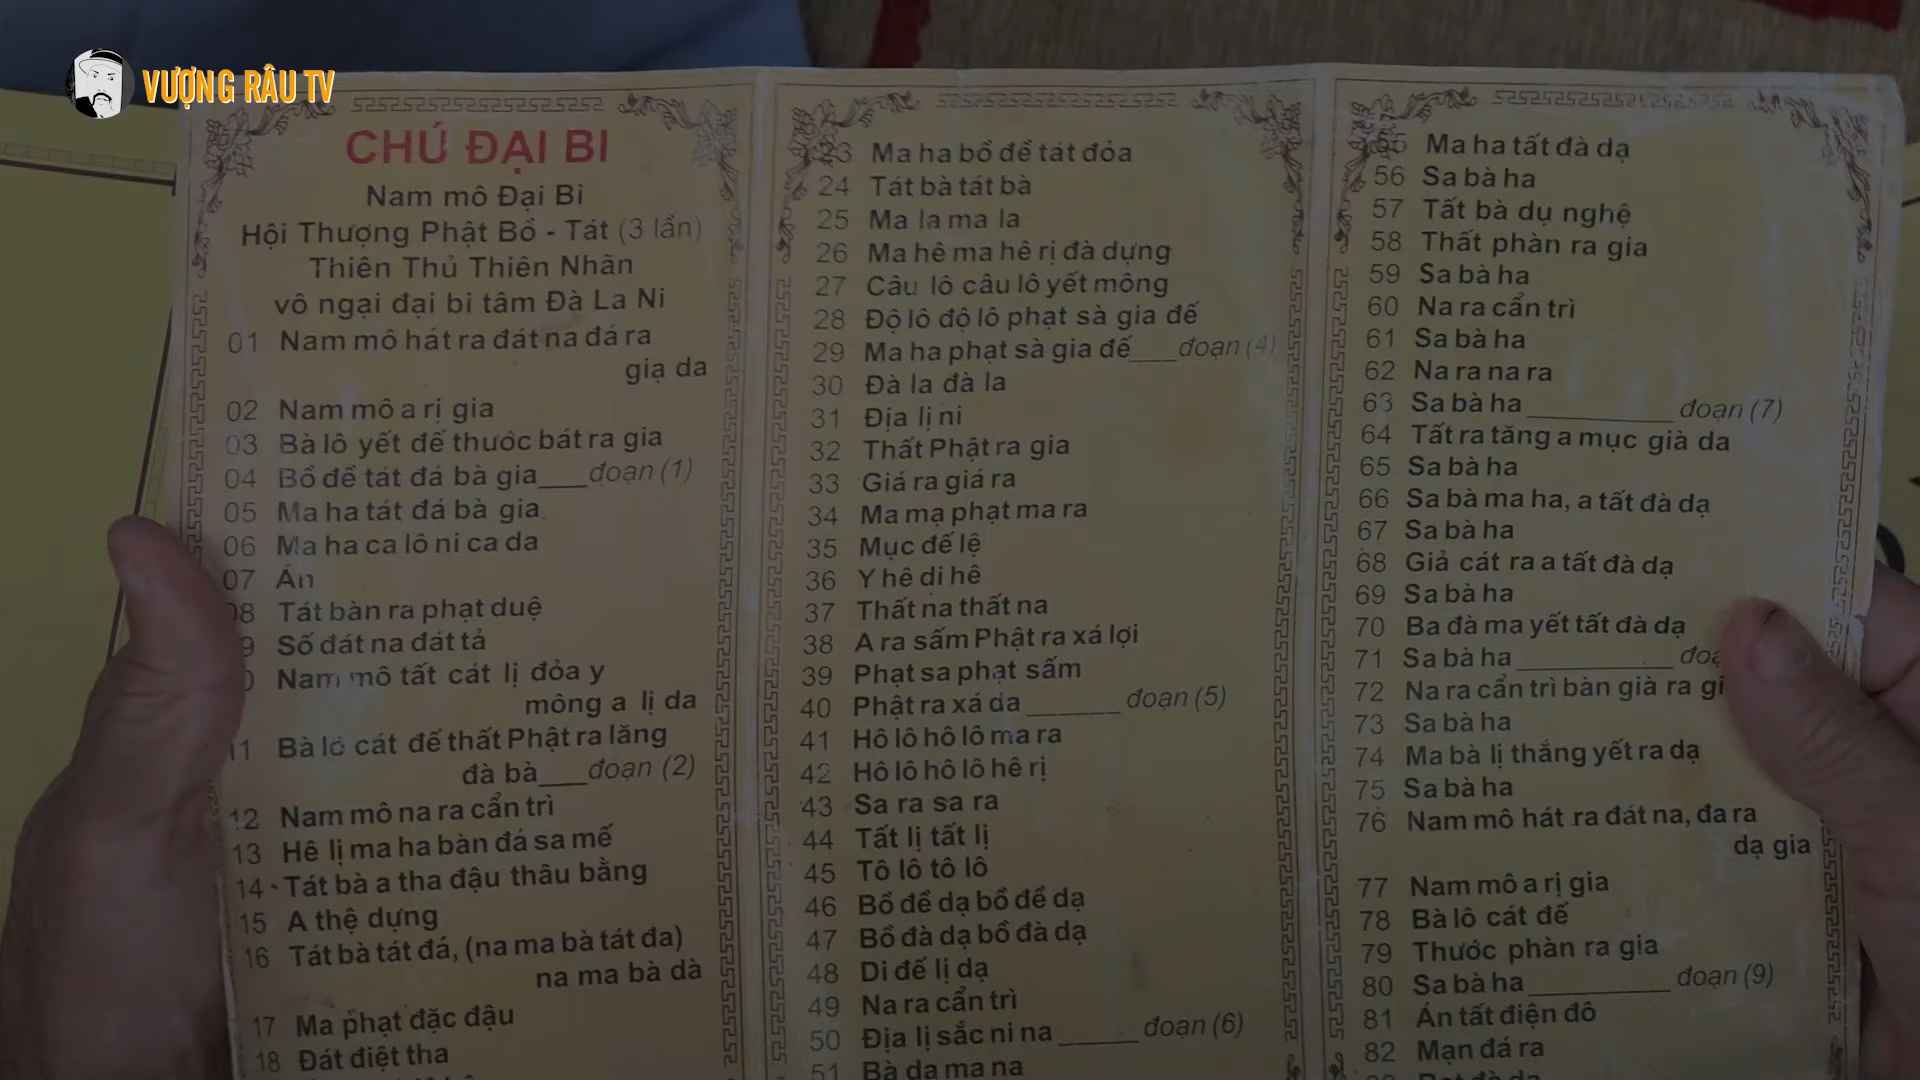 VƯỢNG RÂU TV
CHÚ ĐẠI BI
Nam mô Đại Bi
Hội Thượng Phật Bồ - Tát (3 lần)
Thiên Thủ Thiên Nhãn
vô ngại đại bi tâm Đà La Ni
01 Nam mô hát ra đát na đá ra
giạ da
02 Nam mô a rị gia
03 Bà lô yết đế thước bát ra gia
04 Bồ đề tát đá bà gia____đoạn (1)
05 Ma ha tát đá bà gia
06 Ma ha ca lô ni ca da
07 Án
08 Tát bàn ra phạt duệ
9 Số đát na đát tả
0 Nam mô tất cát lị đỏa y
mông a lị da
11 Bà lô cát đế thất Phật ra lăng
đà bà____đoạn (2)
12 Nam mô na ra cẩn trì
13 Hê lị ma ha bàn đá sa mế
14 Tát bà a tha đậu thâu bằng
15 A thệ dựng
16 Tát bà tát đá, (na ma bà tát đa)
na ma bà dà
17 Ma phạt đặc đậu
18 Đát điệt tha
23 Ma ha bồ đề tát đỏa
24 Tát bà tát bà
25 Ma la ma la
26 Ma hê ma hê rị đà dựng
27 Câu lô câu lô yết mông
28 Độ lô độ lô phạt sà gia đế
29 Ma ha phạt sà gia đế____đoạn (4)
30 Đà la đà la
31 Địa lị ni
32 Thất Phật ra gia
33 Giá ra giá ra
34 Ma mạ phạt ma ra
35 Mục đế lệ
36 Y hê di hê
37 Thất na thất na
38 A ra sấm Phật ra xá lợi
39 Phạt sa phạt sấm
40 Phật ra xá da _______ đoạn (5)
41 Hô lô hô lô ma ra
42 Hô lô hô lô hê rị
43 Sa ra sa ra
44 Tất lị tất lị
45 Tô lô tô lô
46 Bồ đề dạ bồ đề dạ
47 Bồ đà dạ bồ đà dạ
48 Di đế lị dạ
49 Na ra cẩn trì
50 Địa lị sắc ni na ______ đoạn (6)
51 Bà dạ ma na
55 Ma ha tất đà dạ
56 Sa bà ha
57 Tất bà dụ nghệ
58 Thất phàn ra gia
59 Sa bà ha
60 Na ra cẩn trì
61 Sa bà ha
62 Na ra na ra
63 Sa bà ha ___________ đoạn (7)
64 Tất ra tăng a mục già da
65 Sa bà ha
66 Sa bà ma ha, a tất đà dạ
67 Sa bà ha
68 Giả cát ra a tất đà dạ
69 Sa bà ha
70 Ba đà ma yết tất đà dạ
71 Sa bà ha ____________
72 Na ra cẩn trì bàn già ra
73 Sa bà ha
74 Ma bà lị thắng yết ra dạ
75 Sa bà ha
76 Nam mô hát ra đát na, đa ra
dạ gia
77 Nam mô a rị gia
78 Bà lô cát đế
79 Thước phàn ra gia
80 Sa bà ha ___________ đoạn (9)
81 Án tất điện đô
82 Mạn đá ra